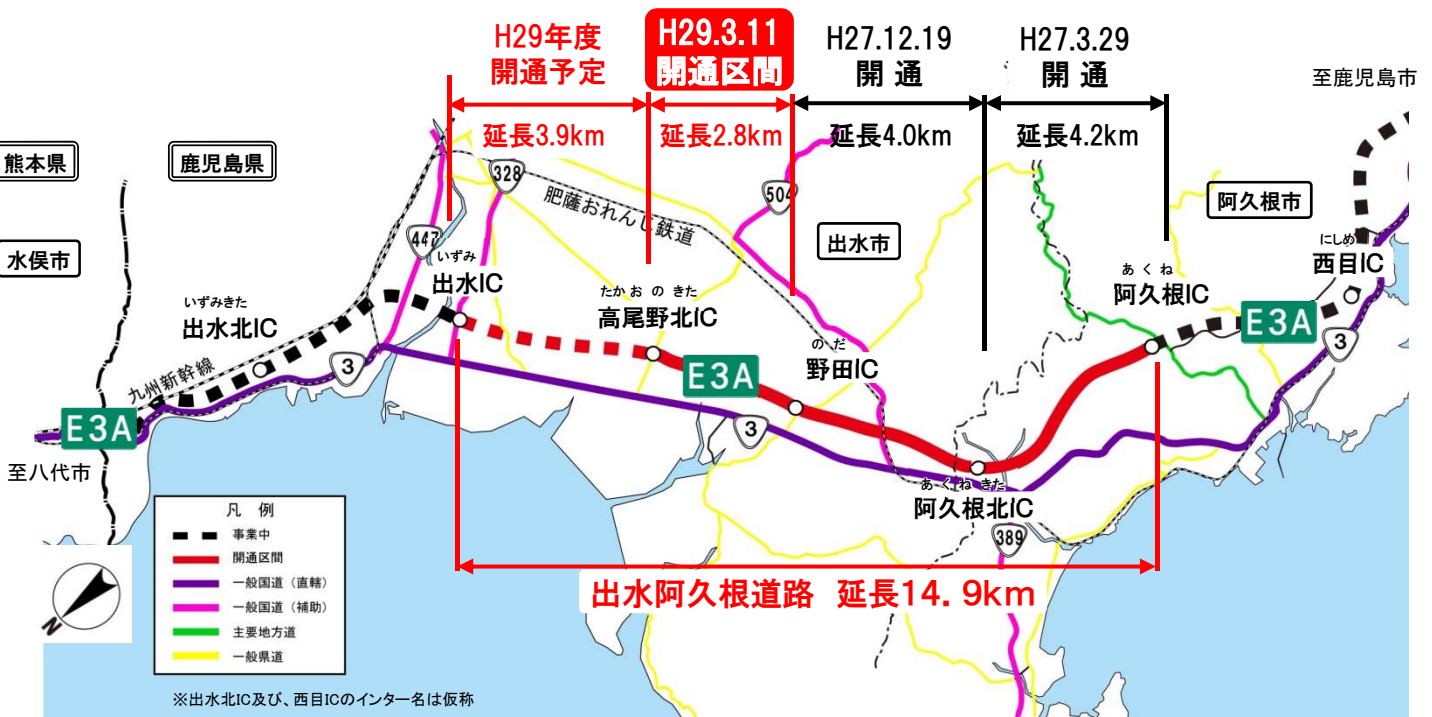 H29年度
開通予定
H29.3.11
開通区間
H27.12.19
開 通
H27.3.29
開 通
至鹿児島市
延長3.9km
延長2.8km
延長4.0km
延長4.2km
熊本県
鹿児島県
水俣市
出水市
阿久根市
328
504
447
肥薩おれんじ鉄道
いずみきた
出水北IC
いずみ
出水IC
たかおのきた
高尾野北IC
のだ
野田IC
あくね
阿久根IC
にしめ
西目IC
E3A
E3A
E3A
九州新幹線
3
3
3
至八代市
あくねきた
阿久根北IC
389
出水阿久根道路 延長14.9km
凡 例
事業中
開通区間
一般国道（直轄）
一般国道（補助）
主要地方道
一般県道
N
※出水北IC及び、西目ICのインター名は仮称